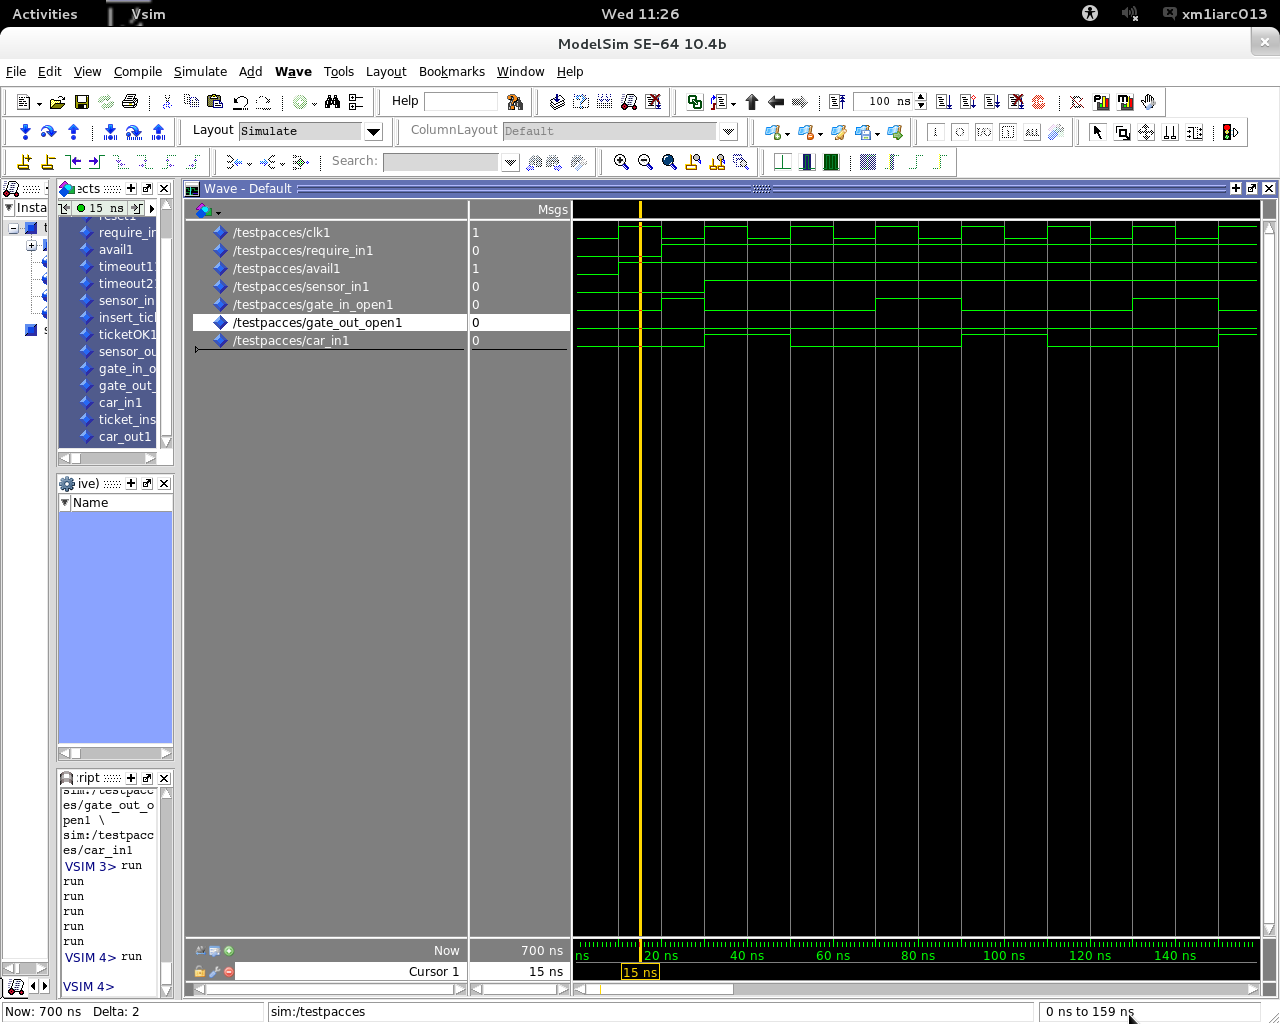 Activities
Vsim
Wed 11:26
xm1iarc013
ModelSim SE-64 10.4b
File Edit View Compile Simulate Add Wave Tools Layout Bookmarks Window Help
Help
100 ns
Layout Simulate
ColumnLayout Default
ALL
Search:
Insta
ects
15 ns
reset1
require_in
avail1
timeout1
timeout2
sensor_in
insert_tick
ticketOK1
sensor_ou
gate_in_o
gate_out_
car_in1
ticket_ins
car_out1
ive)
Name
ript
sim:/testpacc
es/gate_out_o
pen1 \
sim:/testpacc
es/car_in1
VSIM 3> run
run
run
run
run
run
VSIM 4> run
VSIM 4>
Wave - Default
Msgs
/testpacces/clk1 1
/testpacces/require_in1 0
/testpacces/avail1 1
/testpacces/sensor_in1 0
/testpacces/gate_in_open1 0
/testpacces/gate_out_open1 0
/testpacces/car_in1 0
Now 700 ns
Cursor 1 15 ns
ns 20 ns 40 ns 60 ns 80 ns 100 ns 120 ns 140 ns
15 ns
Now: 700 ns Delta: 2
sim:/testpacces
0 ns to 159 ns